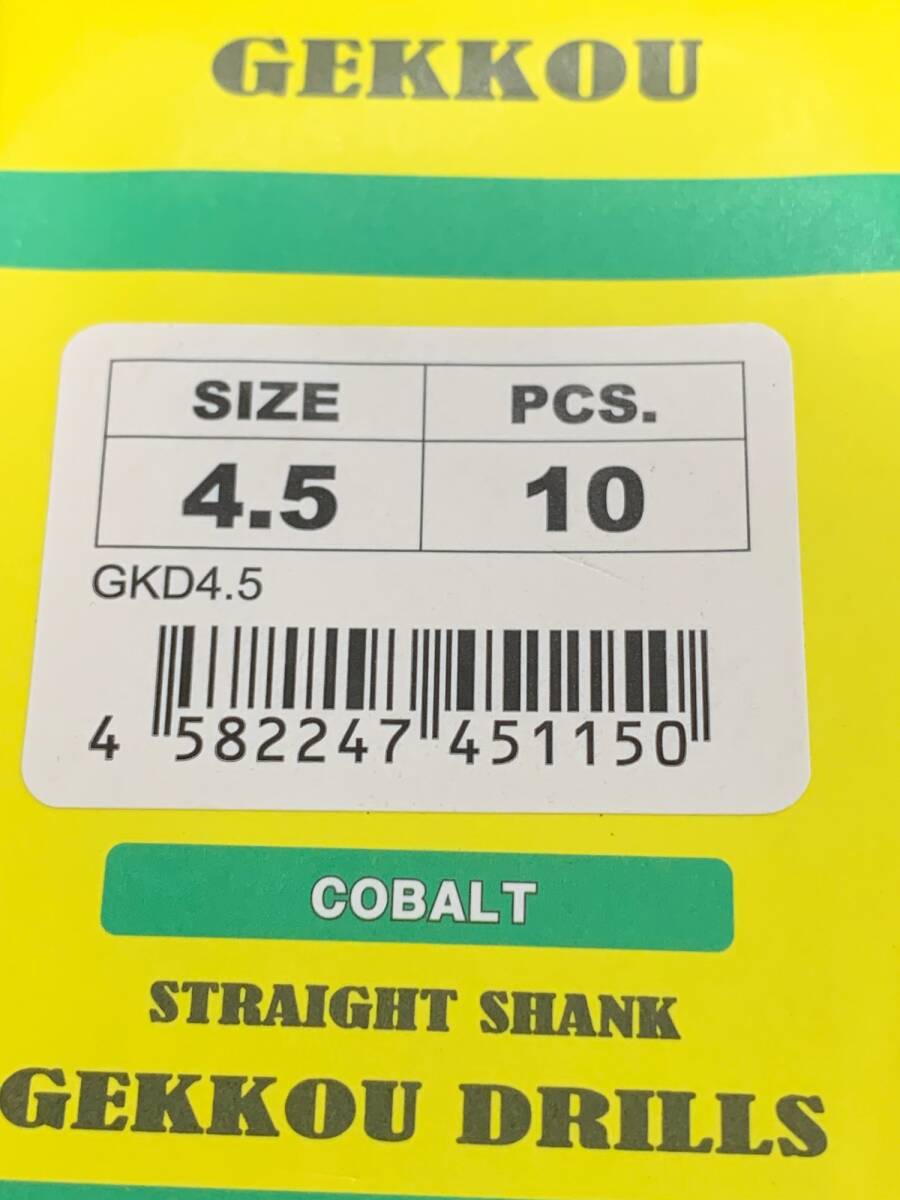 GEKKOU
SIZE PCS.
4.5 10
GKD4.5
4 582247 451150
COBALT
STRAIGHT SHANK
GEKKOU DRILLS